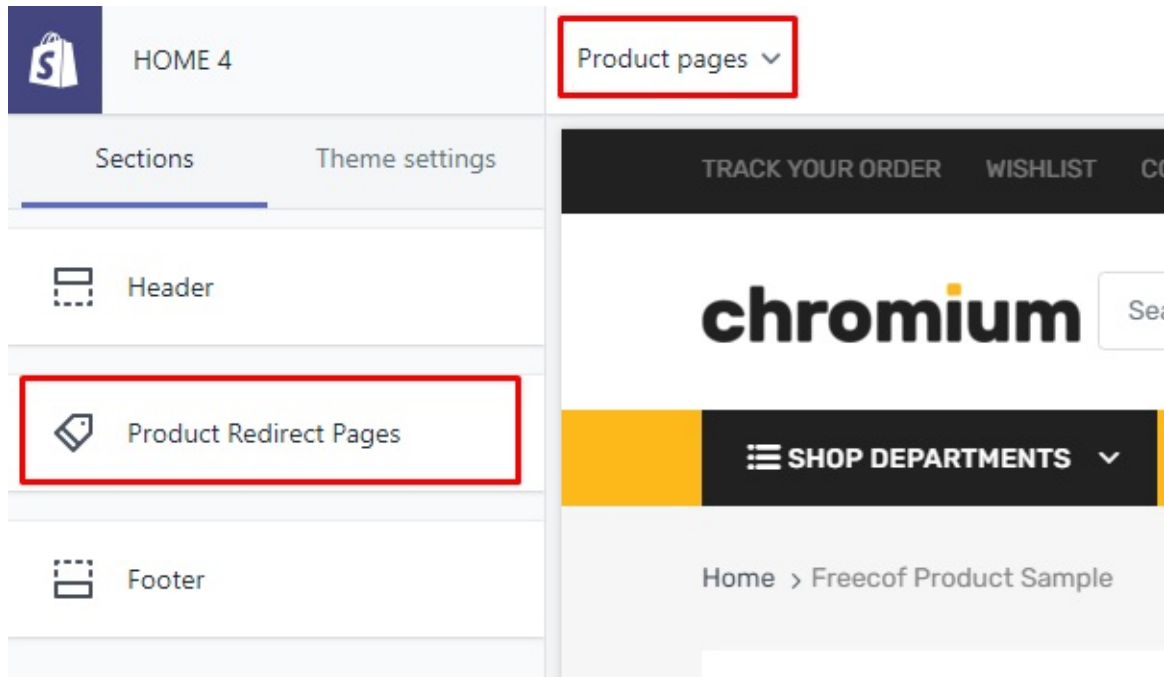 HOME 4
Product pages
Sections
Theme settings
TRACK YOUR ORDER
WISHLIST
Header
chromium
Product Redirect Pages
SHOP DEPARTMENTS
Footer
Home > Freecof Product Sample